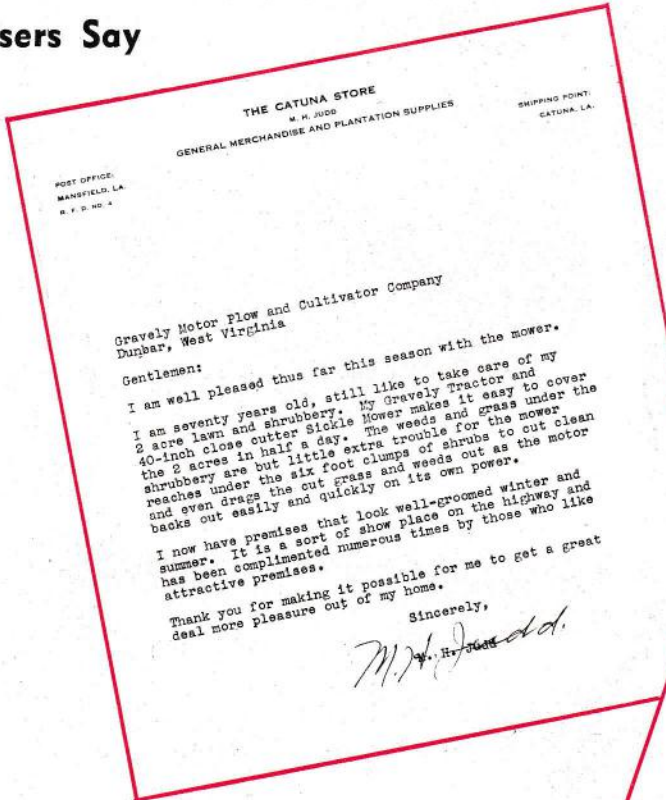 sers Say
THE CATUNA STORE
M. H. JUDD
GENERAL MERCHANDISE AND PLANTATION SUPPLIES
SHIPPING POINT:
CATUNA, LA.
POST OFFICE:
MANSFIELD, LA.
R. F. D. NO. 4
Gravely Motor Plow and Cultivator Company
Dunbar, West Virginia
Gentlemen:
I am well pleased thus far this season with the mower.
I am seventy years old, still like to take care of my
2 acre lawn and shrubbery. My Gravely Tractor and
40-inch close cutter Sickle Mower makes it easy to cover
the 2 acres in half a day. The weeds and grass under the
shrubbery are but little extra trouble for the mower
reaches under the six foot clumps of shrubs to cut clean
and even drags the cut grass and weeds out as the motor
backs out easily and quickly on its own power.
I now have premises that look well-groomed winter and
summer. It is a sort of show place on the highway and
has been complimented numerous times by those who like
attractive premises.
Thank you for making it possible for me to get a great
deal more pleasure out of my home.
Sincerely,
M. H. Judd.
M. H. Judd